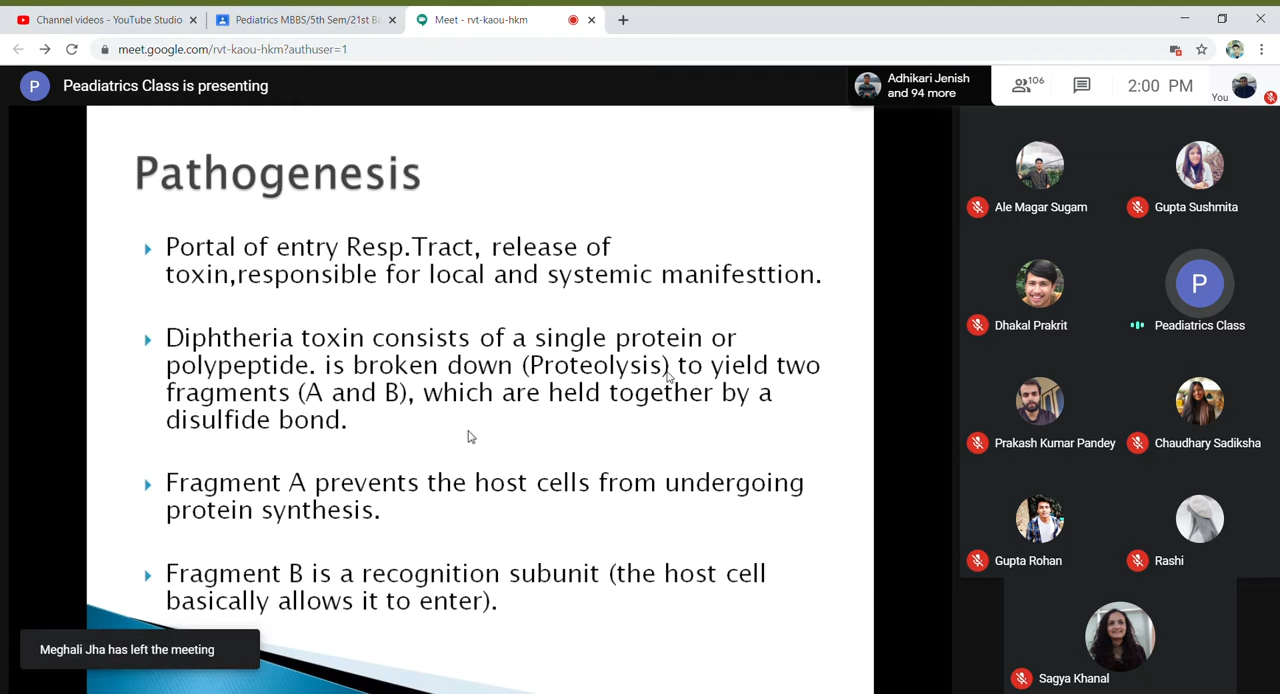 Channel videos - YouTube Studio
Pediatrics MBBS/5th Sem/21st Ba
Meet - rvt-kaou-hkm
meet.google.com/rvt-kaou-hkm?authuser=1
P Peadiatrics Class is presenting
Adhikari Jenish
and 94 more
106
2:00 PM
You
Pathogenesis
Portal of entry Resp.Tract, release of
toxin,responsible for local and systemic manifesttion.
Diphtheria toxin consists of a single protein or
polypeptide. is broken down (Proteolysis) to yield two
fragments (A and B), which are held together by a
disulfide bond.
Fragment A prevents the host cells from undergoing
protein synthesis.
Fragment B is a recognition subunit (the host cell
basically allows it to enter).
Meghali Jha has left the meeting
Ale Magar Sugam
Gupta Sushmita
Dhakal Prakrit
P
Peadiatrics Class
Prakash Kumar Pandey
Chaudhary Sadiksha
Gupta Rohan
Rashi
Sagya Khanal